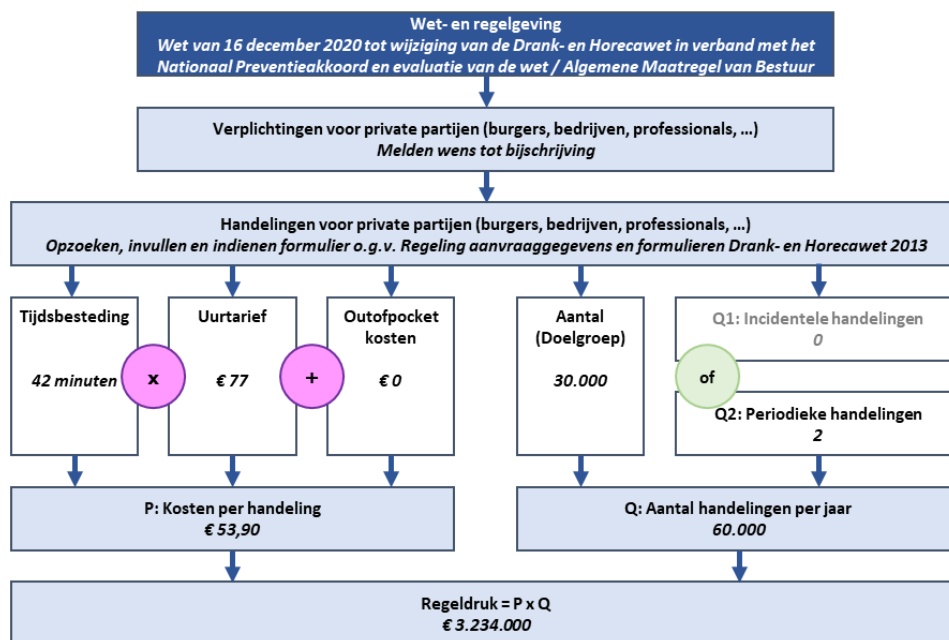 Wet- en regelgeving
Wet van 16 december 2020 tot wijziging van de Drank- en Horecawet in verband met het
Nationaal Preventieakkoord en evaluatie van de wet / Algemene Maatregel van Bestuur
Verplichtingen voor private partijen (burgers, bedrijven, professionals, ...)
Melden wens tot bijschrijving
Handelingen voor private partijen (burgers, bedrijven, professionals, ...)
Opzoeken, invullen en indienen formulier o.g.v. Regeling aanvraaggegevens en formulieren Drank- en Horecawet 2013
Tijdsbesteding
42 minuten
x
Uurtarief
€ 77
+
Outofpocket
kosten
€ 0
Aantal
(Doelgroep)
30.000
Q1: Incidentele handelingen
0
of
Q2: Periodieke handelingen
2
P: Kosten per handeling
€ 53,90
Q: Aantal handelingen per jaar
60.000
Regeldruk = P x Q
€ 3.234.000